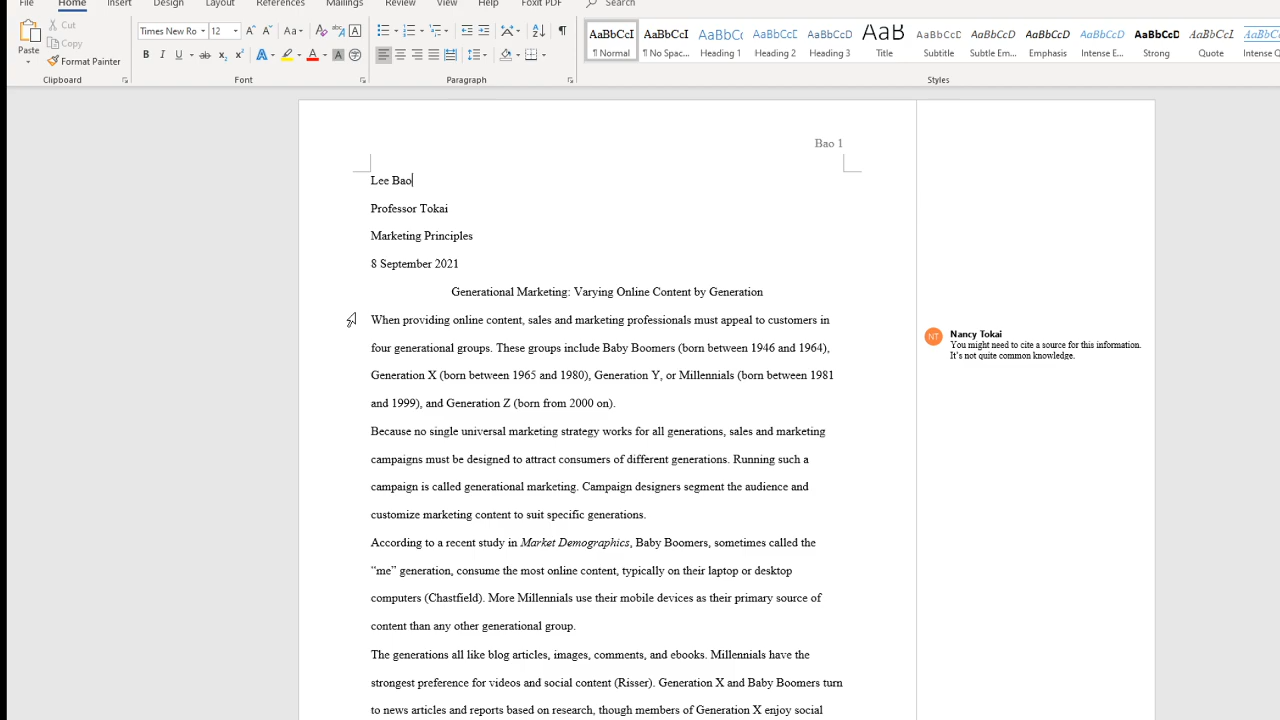 File Home Insert Design Layout References Mailings Review View Help Foxit PDF Search
Paste
Cut
Copy
Format Painter
Clipboard
Times New Ro 12
Font
Paragraph
AaBbCcI AaBbCcI AaBbC( AaBbCcI AaBbCcD AaB AaBbCcD AaBbCcD AaBbCcD AaBbCcD AaBbCcD AaBbCcD AaBbCc
¶ Normal ¶ No Spac... Heading 1 Heading 2 Heading 3 Title Subtitle Subtle Em... Emphasis Intense E... Strong Quote Intense Q
Styles
Bao 1
Lee Bao
Professor Tokai
Marketing Principles
8 September 2021
Generational Marketing: Varying Online Content by Generation
When providing online content, sales and marketing professionals must appeal to customers in
four generational groups. These groups include Baby Boomers (born between 1946 and 1964),
Generation X (born between 1965 and 1980), Generation Y, or Millennials (born between 1981
and 1999), and Generation Z (born from 2000 on).
Because no single universal marketing strategy works for all generations, sales and marketing
campaigns must be designed to attract consumers of different generations. Running such a
campaign is called generational marketing. Campaign designers segment the audience and
customize marketing content to suit specific generations.
According to a recent study in Market Demographics, Baby Boomers, sometimes called the
“me” generation, consume the most online content, typically on their laptop or desktop
computers (Chastfield). More Millennials use their mobile devices as their primary source of
content than any other generational group.
The generations all like blog articles, images, comments, and ebooks. Millennials have the
strongest preference for videos and social content (Risser). Generation X and Baby Boomers turn
to news articles and reports based on research, though members of Generation X enjoy social
NT
Nancy Tokai
You might need to cite a source for this information.
It’s not quite common knowledge.